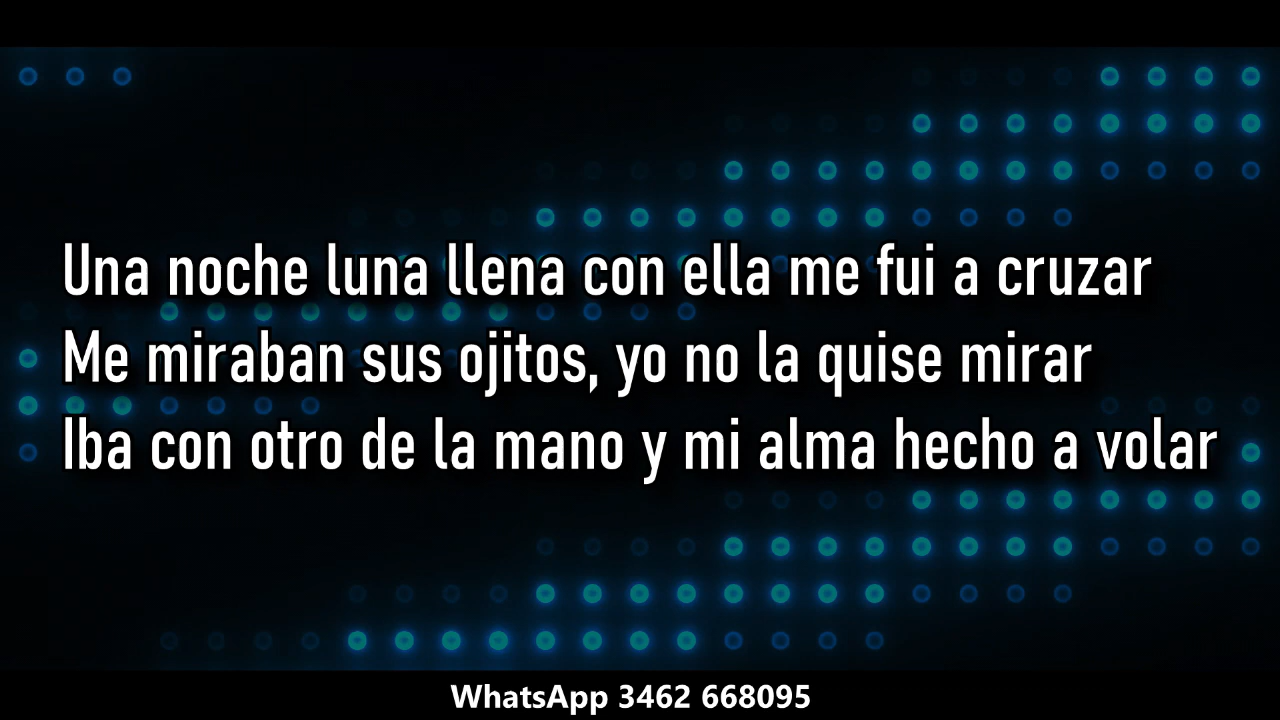 Una noche luna llena con ella me fui a cruzar
Me miraban sus ojitos, yo no la quise mirar
Iba con otro de la mano y mi alma hecho a volar
WhatsApp 3462 668095